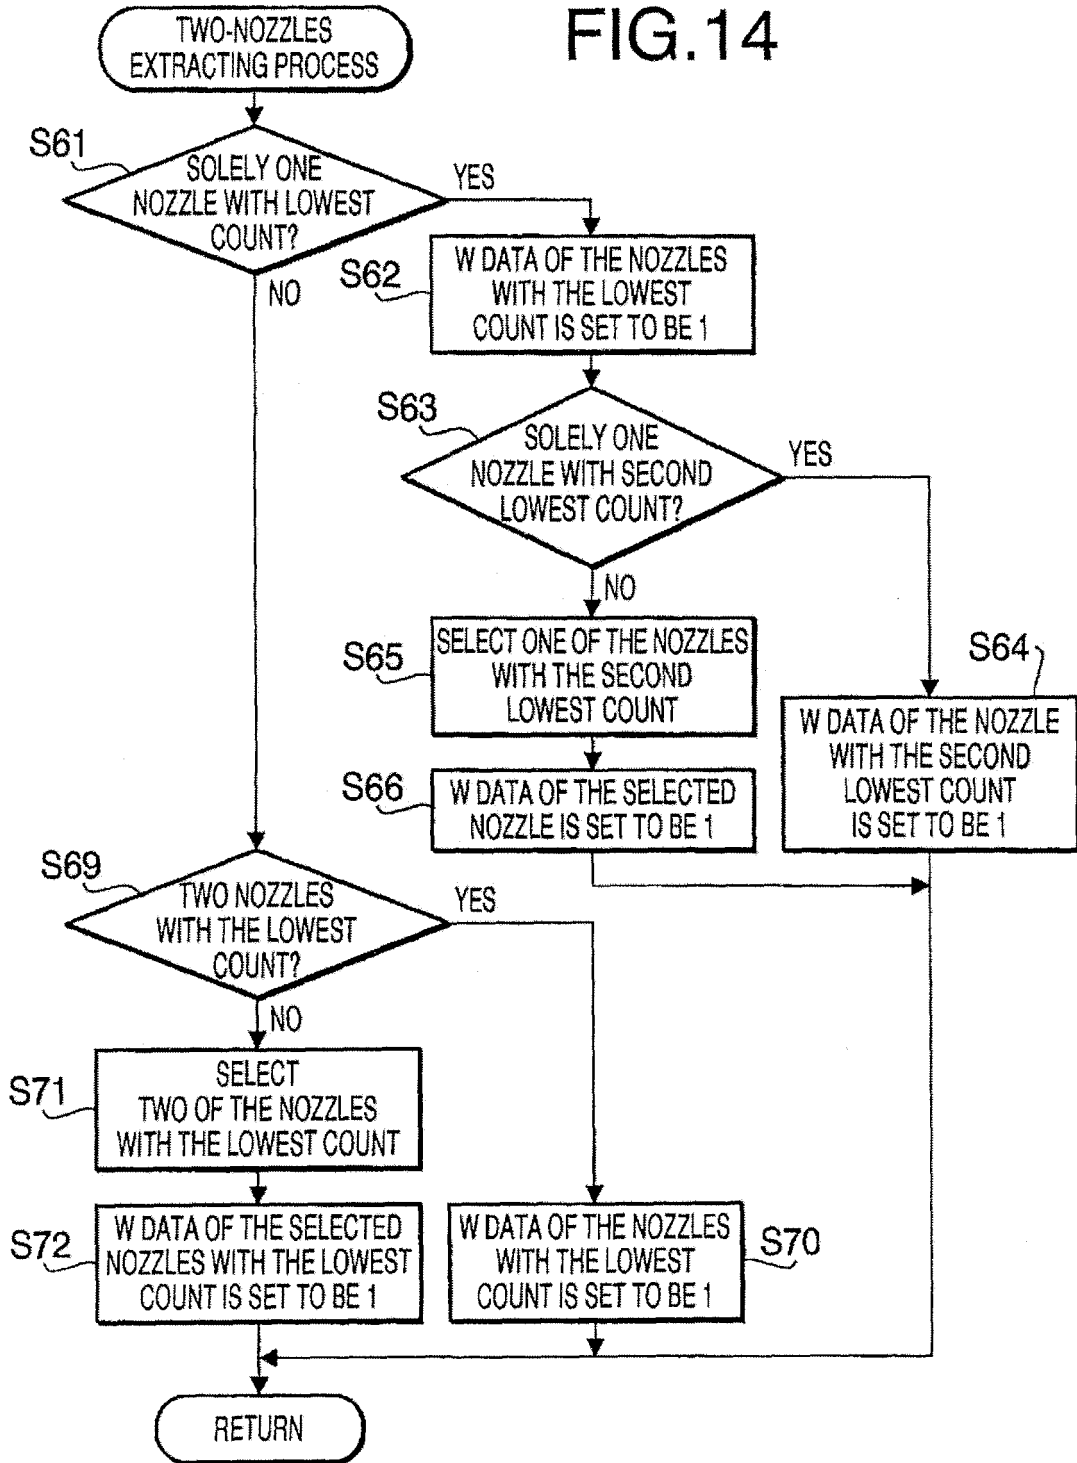 FIG.14
TWO-NOZZLES
EXTRACTING PROCESS
S61
SOLELY ONE
NOZZLE WITH LOWEST
COUNT?
YES
NO
S62
W DATA OF THE NOZZLES
WITH THE LOWEST
COUNT IS SET TO BE 1
S63
SOLELY ONE
NOZZLE WITH SECOND
LOWEST COUNT?
YES
NO
S65
SELECT ONE OF THE NOZZLES
WITH THE SECOND
LOWEST COUNT
S64
W DATA OF THE NOZZLE
WITH THE SECOND
LOWEST COUNT
IS SET TO BE 1
S66
W DATA OF THE SELECTED
NOZZLE IS SET TO BE 1
S69
TWO NOZZLES
WITH THE LOWEST
COUNT?
YES
NO
S71
SELECT
TWO OF THE NOZZLES
WITH THE LOWEST COUNT
S72
W DATA OF THE SELECTED
NOZZLES WITH THE LOWEST
COUNT IS SET TO BE 1
W DATA OF THE NOZZLES
WITH THE LOWEST
COUNT IS SET TO BE 1
S70
RETURN